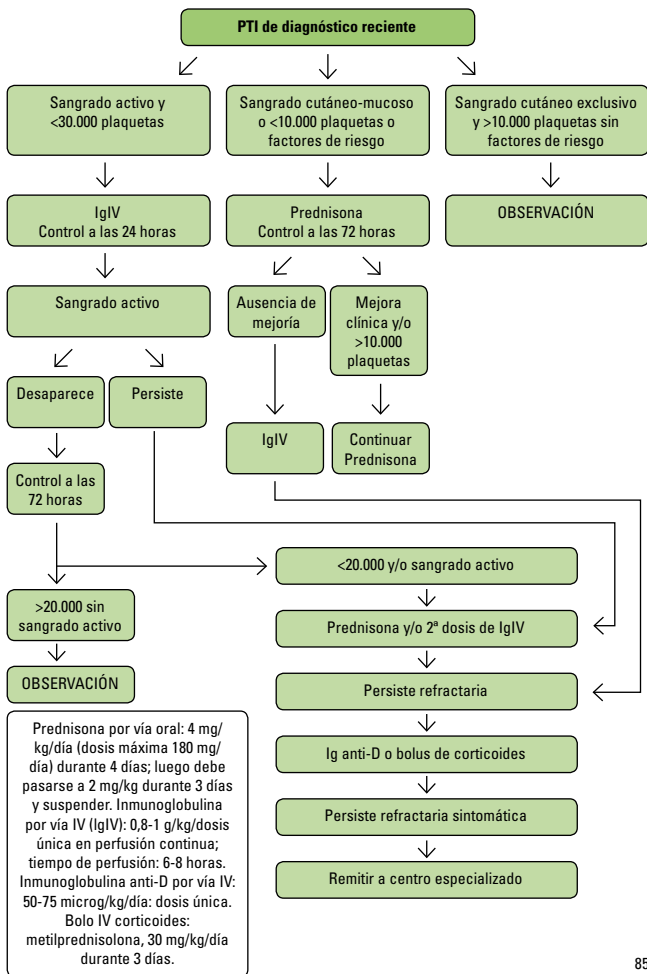 PTI de diagnóstico reciente
Sangrado activo y
<30.000 plaquetas
Sangrado cutáneo-mucoso
o <10.000 plaquetas o
factores de riesgo
Sangrado cutáneo exclusivo
y >10.000 plaquetas sin
factores de riesgo
IgIV
Control a las 24 horas
Prednisona
Control a las 72 horas
OBSERVACIÓN
Sangrado activo
Ausencia de
mejoría
Mejora
clínica y/o
>10.000
plaquetas
Desaparece
Persiste
IgIV
Continuar
Prednisona
Control a las
72 horas
<20.000 y/o sangrado activo
>20.000 sin
sangrado activo
Prednisona y/o 2ª dosis de IgIV
OBSERVACIÓN
Persiste refractaria
Ig anti-D o bolus de corticoides
Persiste refractaria sintomática
Remitir a centro especializado
Prednisona por vía oral: 4 mg/
kg/día (dosis máxima 180 mg/
día) durante 4 días; luego debe
pasarse a 2 mg/kg durante 3 días
y suspender. Inmunoglobulina
por vía IV (IgIV): 0,8-1 g/kg/dosis
única en perfusión continua;
tiempo de perfusión: 6-8 horas.
Inmunoglobulina anti-D por vía IV:
50-75 microg/kg/día: dosis única.
Bolo IV corticoides:
metilprednisolona, 30 mg/kg/día
durante 3 días.
85